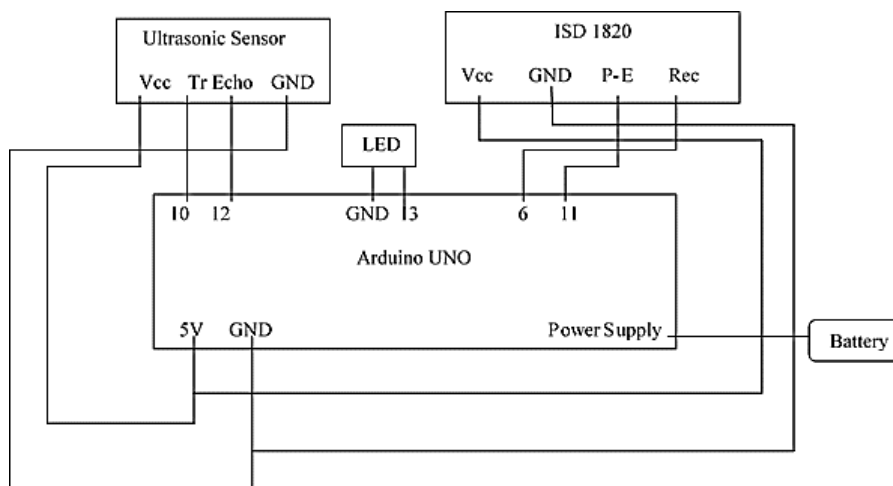 Ultrasonic Sensor
Vcc Tr Echo GND
ISD 1820
Vcc GND P-E Rec
LED
10 12 GND 13 6 11
Arduino UNO
5V GND Power Supply
Battery